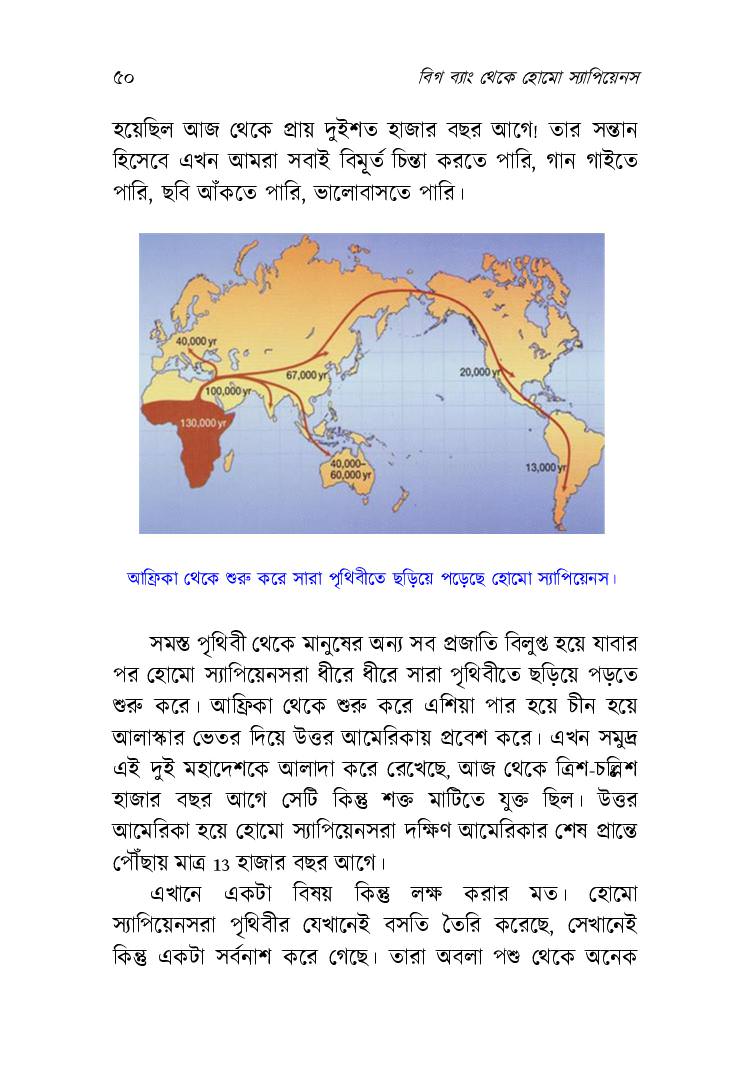 ৫০ বিগ ব্যাং থেকে হোমো স্যাপিয়েনস
হয়েছিল আজ থেকে প্রায় দুইশত হাজার বছর আগে! তার সন্তান
হিসেবে এখন আমরা সবাই বিমূর্ত চিন্তা করতে পারি, গান গাইতে
পারি, ছবি আঁকতে পারি, ভালোবাসতে পারি।
40,000 yr
67,000 yr
20,000 yr
100,000 yr
130,000 yr
40,000–
60,000 yr
13,000 yr
আফ্রিকা থেকে শুরু করে সারা পৃথিবীতে ছড়িয়ে পড়েছে হোমো স্যাপিয়েনস।
সমস্ত পৃথিবী থেকে মানুষের অন্য সব প্রজাতি বিলুপ্ত হয়ে যাবার
পর হোমো স্যাপিয়েনসরা ধীরে ধীরে সারা পৃথিবীতে ছড়িয়ে পড়তে
শুরু করে। আফ্রিকা থেকে শুরু করে এশিয়া পার হয়ে চীন হয়ে
আলাস্কার ভেতর দিয়ে উত্তর আমেরিকায় প্রবেশ করে। এখন সমুদ্র
এই দুই মহাদেশকে আলাদা করে রেখেছে, আজ থেকে ত্রিশ-চল্লিশ
হাজার বছর আগে সেটি কিন্তু শক্ত মাটিতে যুক্ত ছিল। উত্তর
আমেরিকা হয়ে হোমো স্যাপিয়েনসরা দক্ষিণ আমেরিকার শেষ প্রান্তে
পৌঁছায় মাত্র 13 হাজার বছর আগে।
এখানে একটা বিষয় কিন্তু লক্ষ করার মত। হোমো
স্যাপিয়েনসরা পৃথিবীর যেখানেই বসতি তৈরি করেছে, সেখানেই
কিন্তু একটা সর্বনাশ করে গেছে। তারা অবলা পশু থেকে অনেক